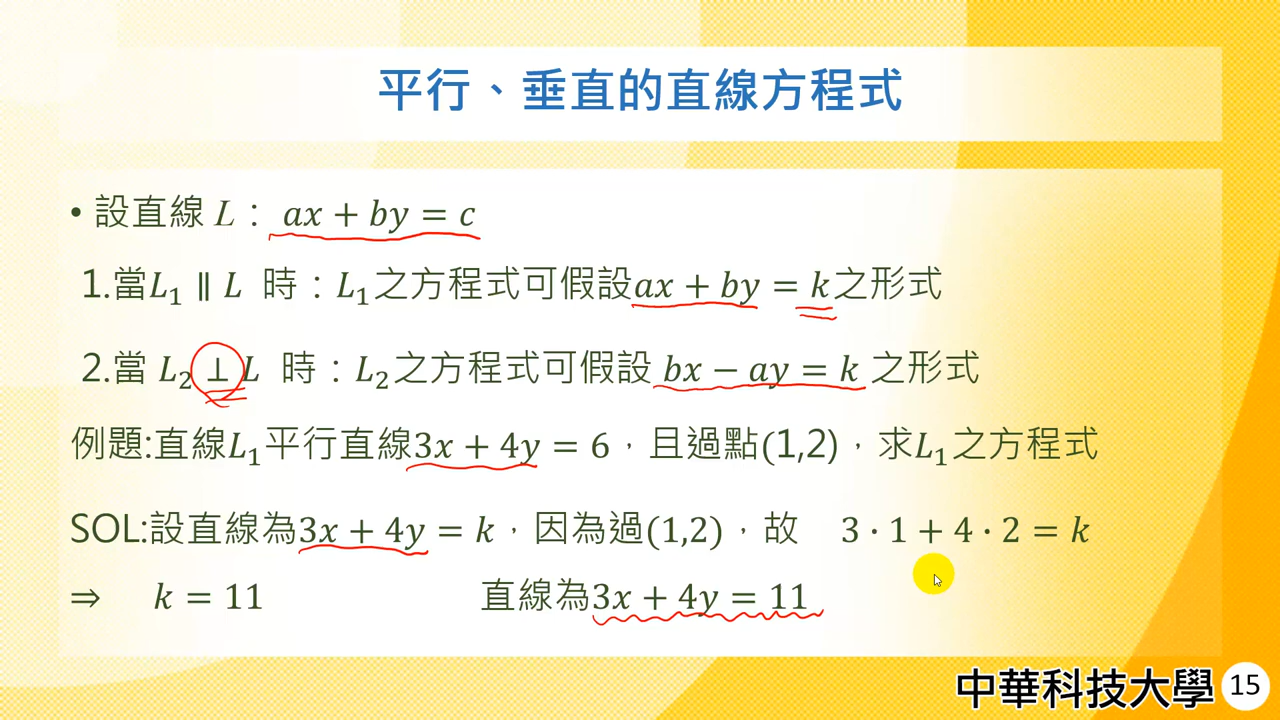 平行、垂直的直線方程式
• 設直線 L： ax + by = c
1.當L₁ ∥ L 時：L₁之方程式可假設ax + by = k之形式
2.當 L₂ ⊥ L 時：L₂之方程式可假設 bx − ay = k 之形式
例題:直線L₁平行直線3x + 4y = 6，且過點(1,2)，求L₁之方程式
SOL:設直線為3x + 4y = k，因為過(1,2)，故 3 · 1 + 4 · 2 = k
⇒ k = 11 直線為3x + 4y = 11
中華科技大學 15